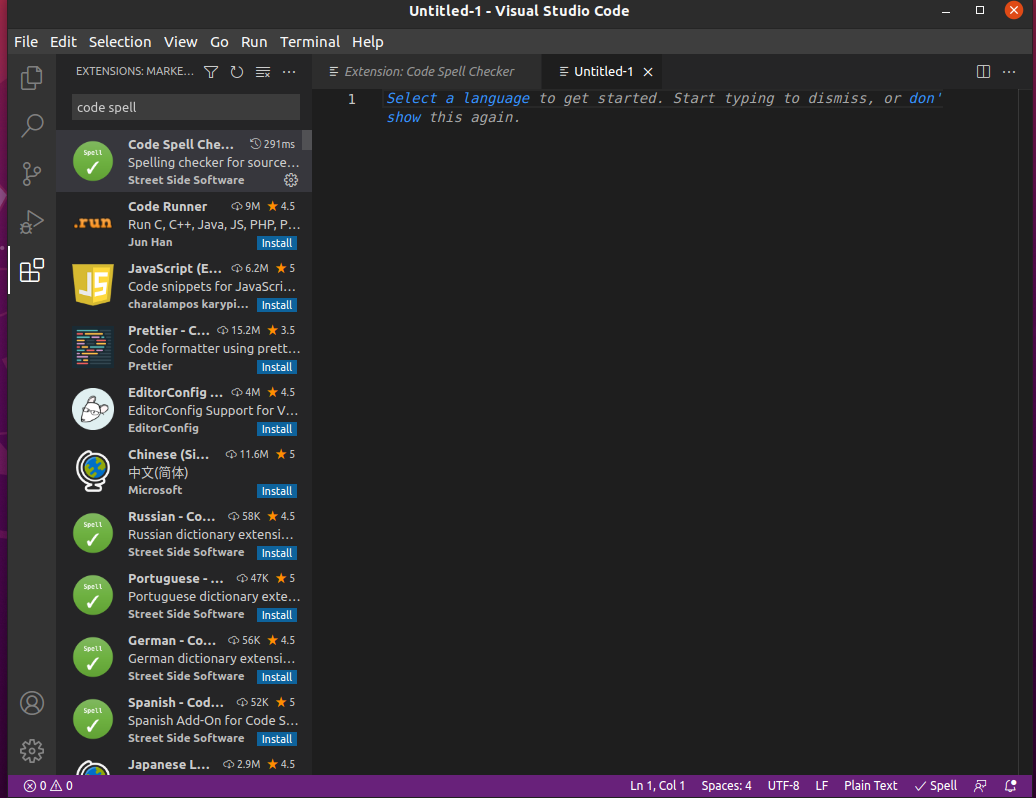 Untitled-1 - Visual Studio Code
File Edit Selection View Go Run Terminal Help
EXTENSIONS: MARKE...
Extension: Code Spell Checker
Untitled-1
code spell
1
Select a language to get started. Start typing to dismiss, or don'
show this again.
Spell
Code Spell Che... 291ms
Spelling checker for source...
Street Side Software
.run
Code Runner 9M 4.5
Run C, C++, Java, JS, PHP, P...
Jun Han Install
JS
JavaScript (E... 6.2M 5
Code snippets for JavaScri...
charalampos karypi... Install
Prettier - C... 15.2M 3.5
Code formatter using prett...
Prettier Install
EditorConfig ... 4M 4.5
EditorConfig Support for V...
EditorConfig Install
Chinese (Si... 11.6M 5
中文(简体)
Microsoft Install
Spell
Russian - Co... 58K 4.5
Russian dictionary extensi...
Street Side Software Install
Spell
Portuguese - ... 47K 5
Portuguese dictionary exte...
Street Side Software Install
Spell
German - Co... 56K 4.5
German dictionary extensi...
Street Side Software Install
Spell
Spanish - Cod... 52K 5
Spanish Add-On for Code S...
Street Side Software Install
Japanese L... 2.9M 4.5
0 0
Ln 1, Col 1 Spaces: 4 UTF-8 LF Plain Text Spell